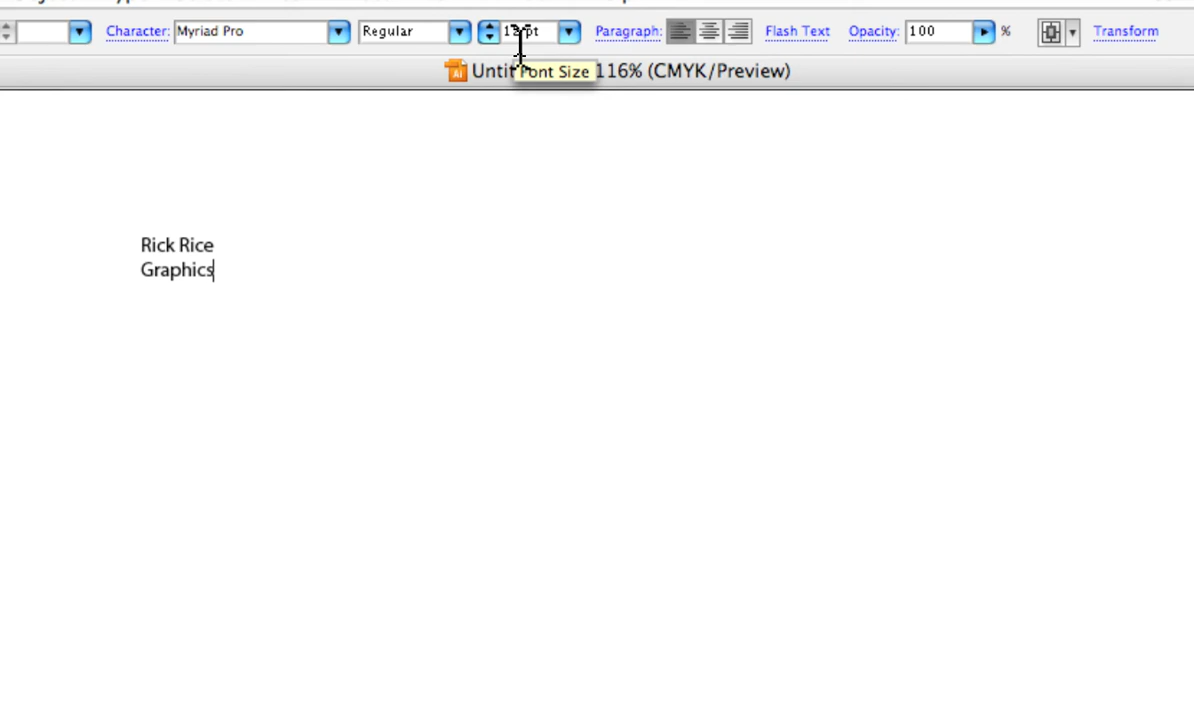 Character: Myriad Pro Regular pt Paragraph: Flash Text Opacity: 100 % Transform
Font Size 116% (CMYK/Preview)
Rick Rice
Graphics